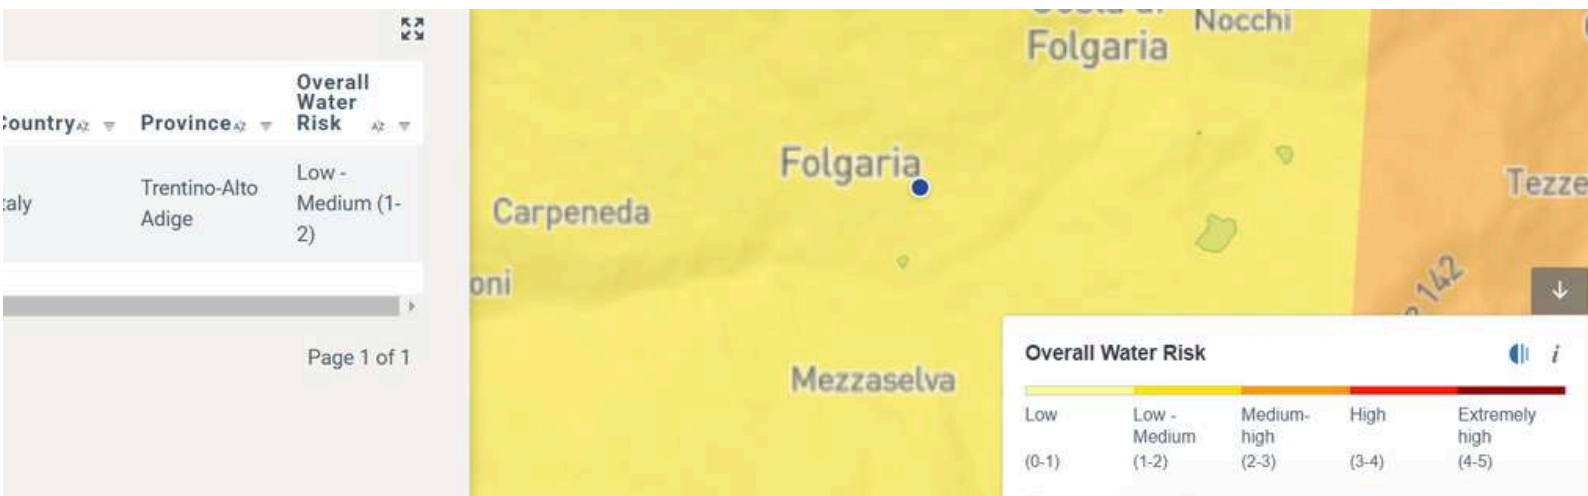 Overall
Water
Country Province Risk
Low -
Trentino-Alto
Medium (1-
Italy
Adige
2)
Page 1 of 1
Nocchi
Folgaria
Folgaria
Carpeneda
Tezze
oni
142
Mezzaselva
Overall Water Risk
i
Low
Low -
Medium
Medium-
high
High
Extremely
high
(0-1)
(1-2)
(2-3)
(3-4)
(4-5)